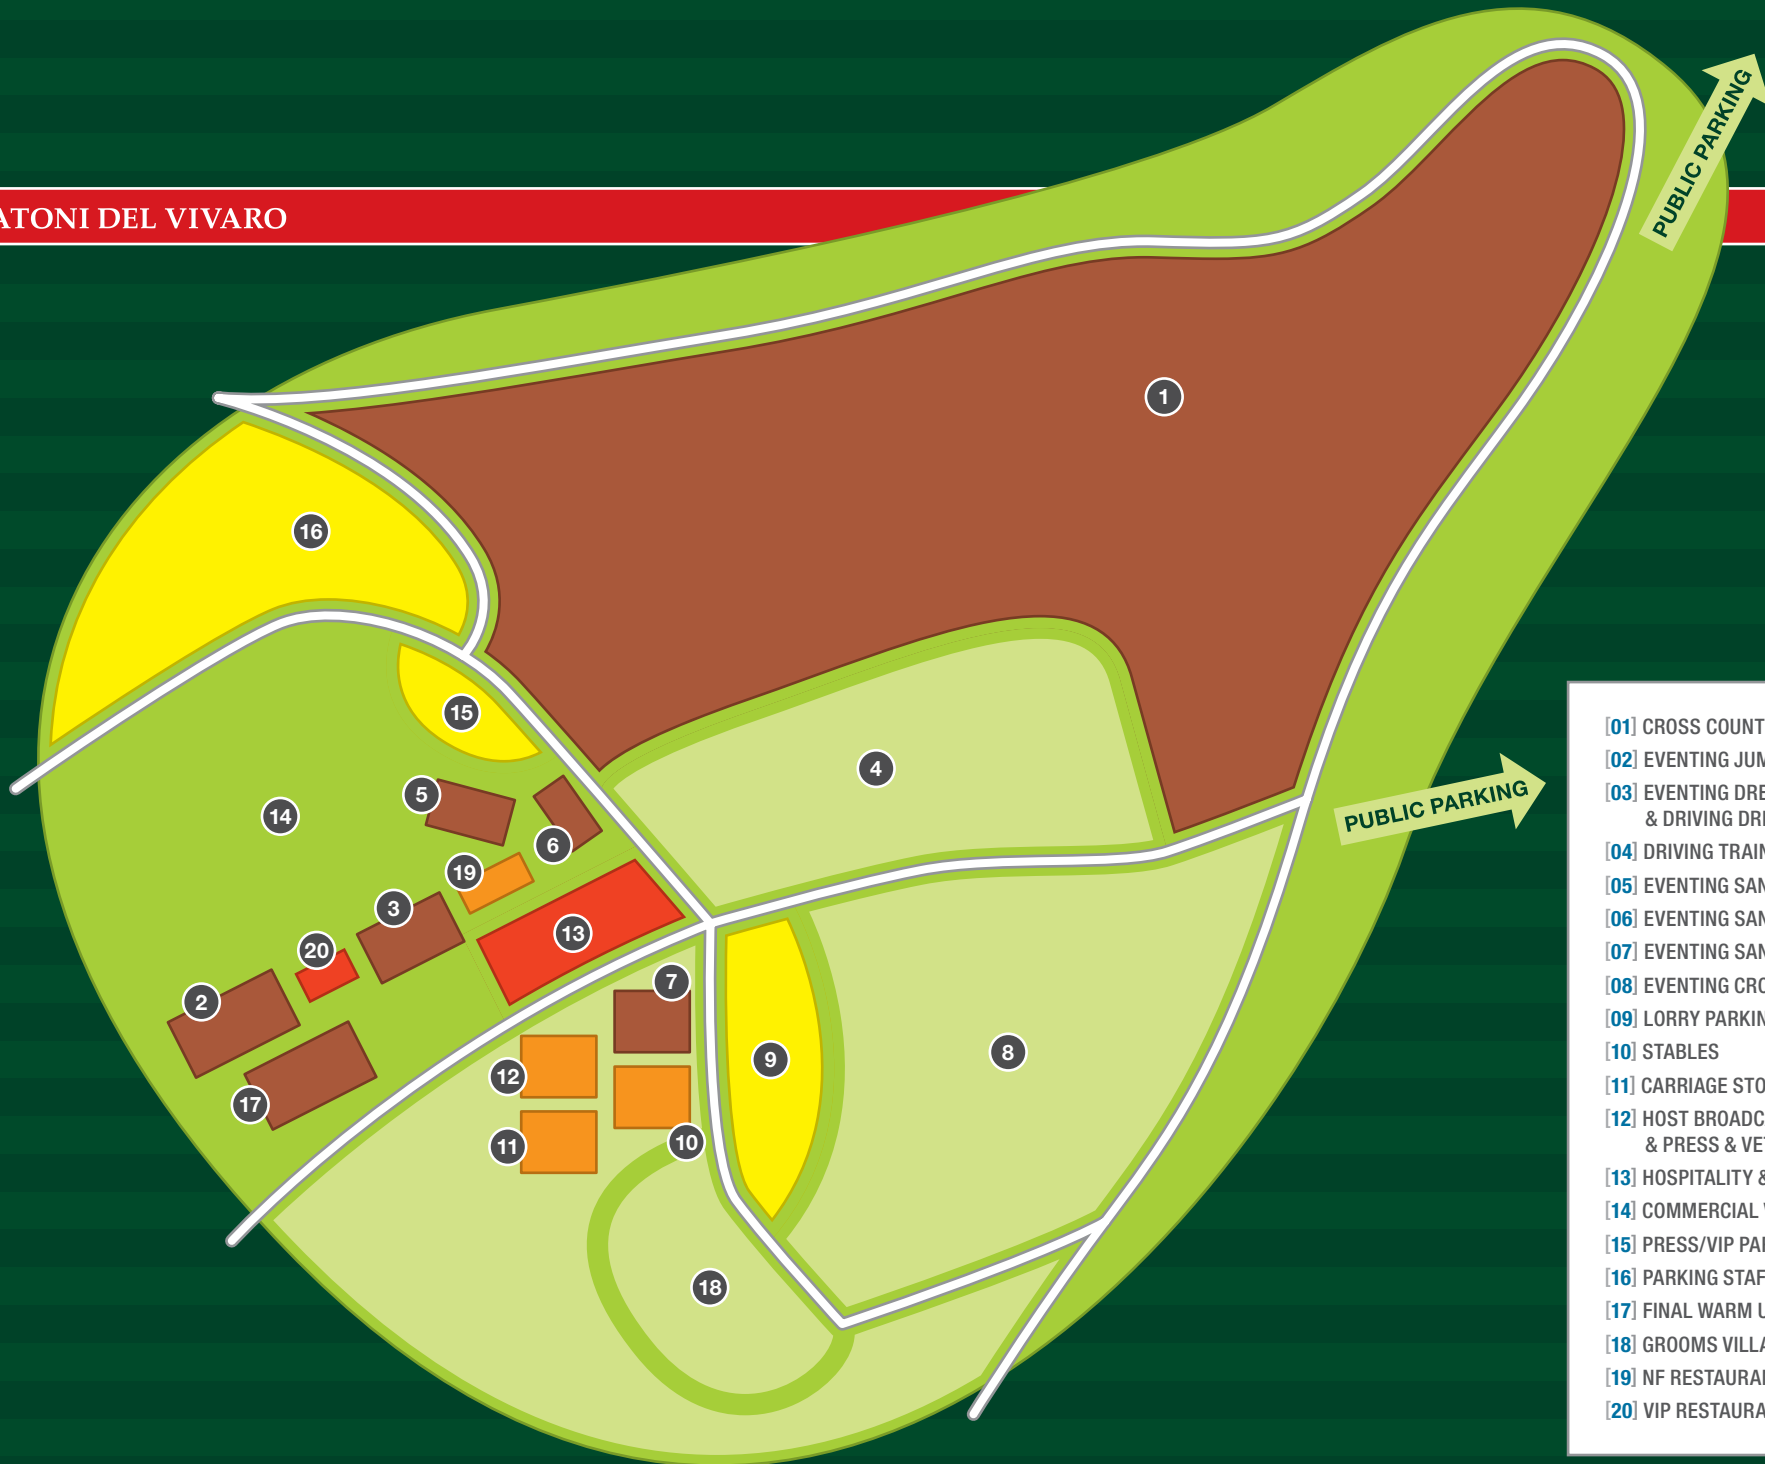 PUBLIC PARKING
ATONI DEL VIVARO
1
16
15
4
5
14
6
19
3
13
20
7
2
9
8
12
17
10
11
18
PUBLIC PARKING
[01] CROSS COUNT
[02] EVENTING JUM
[03] EVENTING DRE
& DRIVING DRE
[04] DRIVING TRAIN
[05] EVENTING SAN
[06] EVENTING SAN
[07] EVENTING SAN
[08] EVENTING CRO
[09] LORRY PARKIN
[10] STABLES
[11] CARRIAGE STO
[12] HOST BROADC
& PRESS & VET
[13] HOSPITALITY &
[14] COMMERCIAL V
[15] PRESS/VIP PAR
[16] PARKING STAF
[17] FINAL WARM U
[18] GROOMS VILLA
[19] NF RESTAURAN
[20] VIP RESTAURA